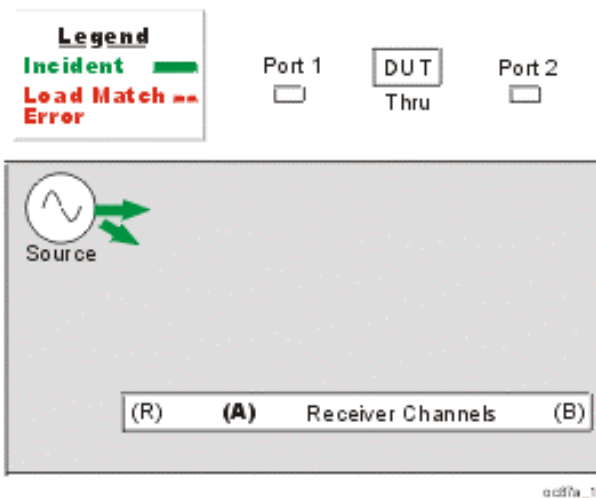 Legend
Incident
Load Match
Error
Port 1
DUT
Thru
Port 2
Source
(R) (A) Receiver Channels (B)
oc87a_1